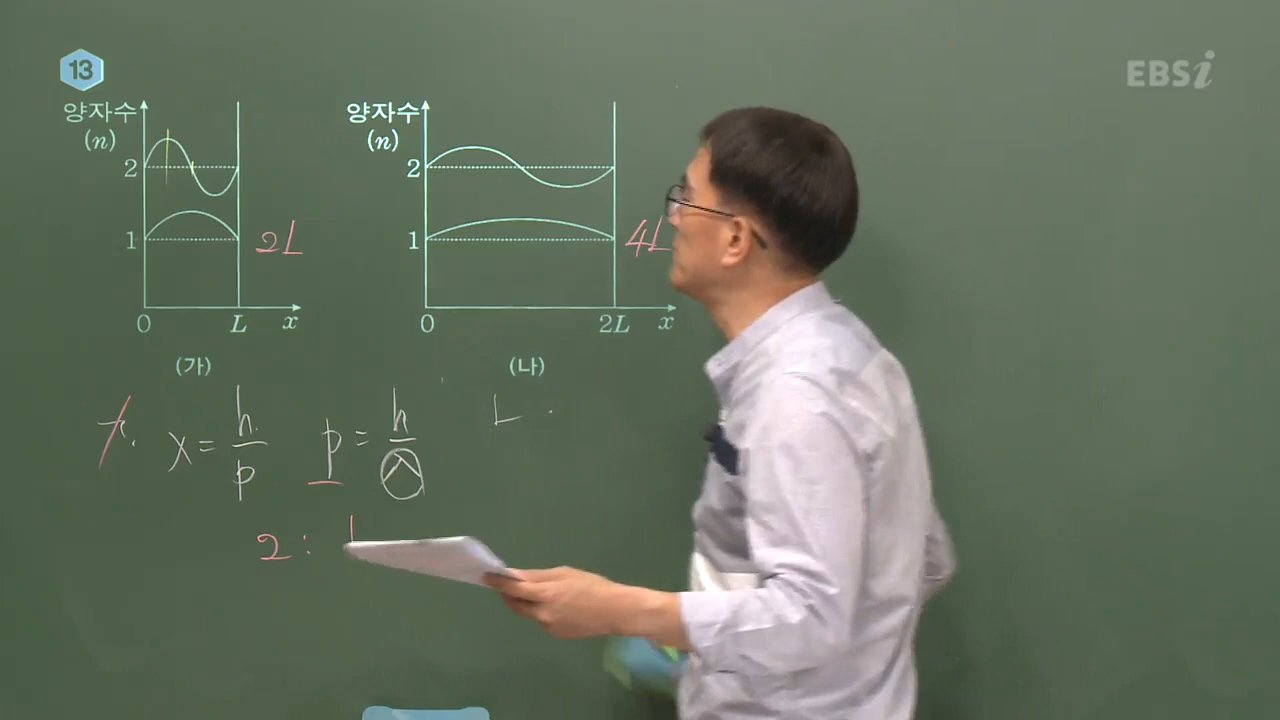 13
EBSi
양자수
(n)
2
1
0 L x
(가)
2L
양자수
(n)
2
1
0 2L x
(나)
4L
ㄱ. λ = h/p p = h/λ ㄴ.
2 : 1